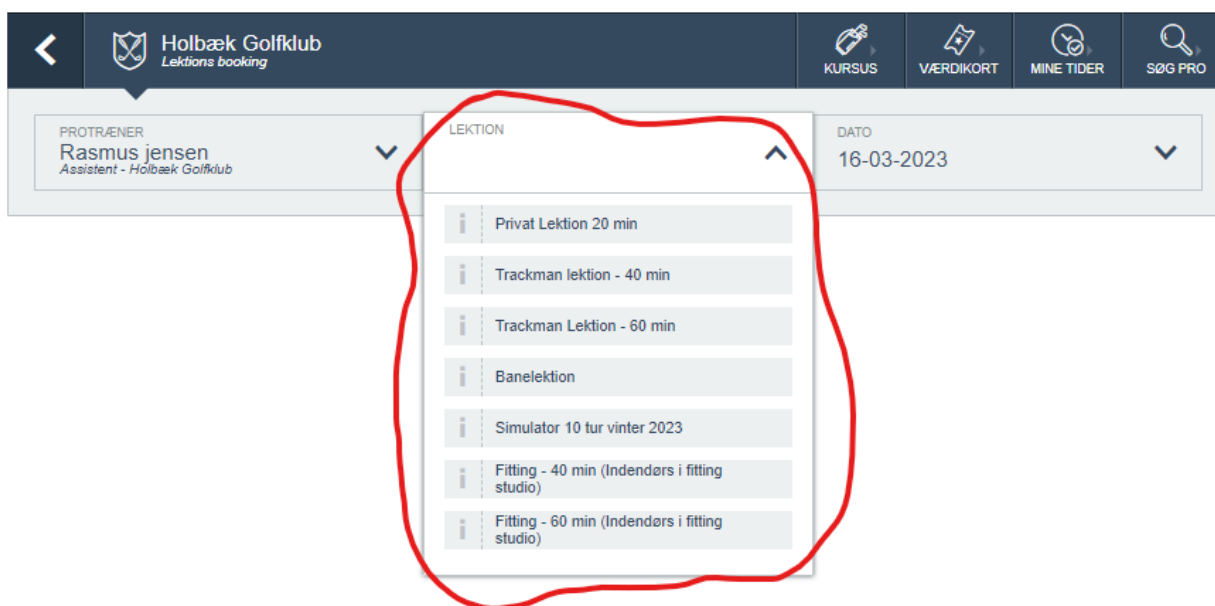 Holbæk Golfklub
Lektions booking
KURSUS
VÆRDIKORT
MINE TIDER
SØG PRO
PROTRÆNER
Rasmus jensen
Assistent - Holbæk Golfklub
LEKTION
DATO
16-03-2023
Privat Lektion 20 min
Trackman lektion - 40 min
Trackman Lektion - 60 min
Banelektion
Simulator 10 tur vinter 2023
Fitting - 40 min (Indendørs i fitting
studio)
Fitting - 60 min (Indendørs i fitting
studio)